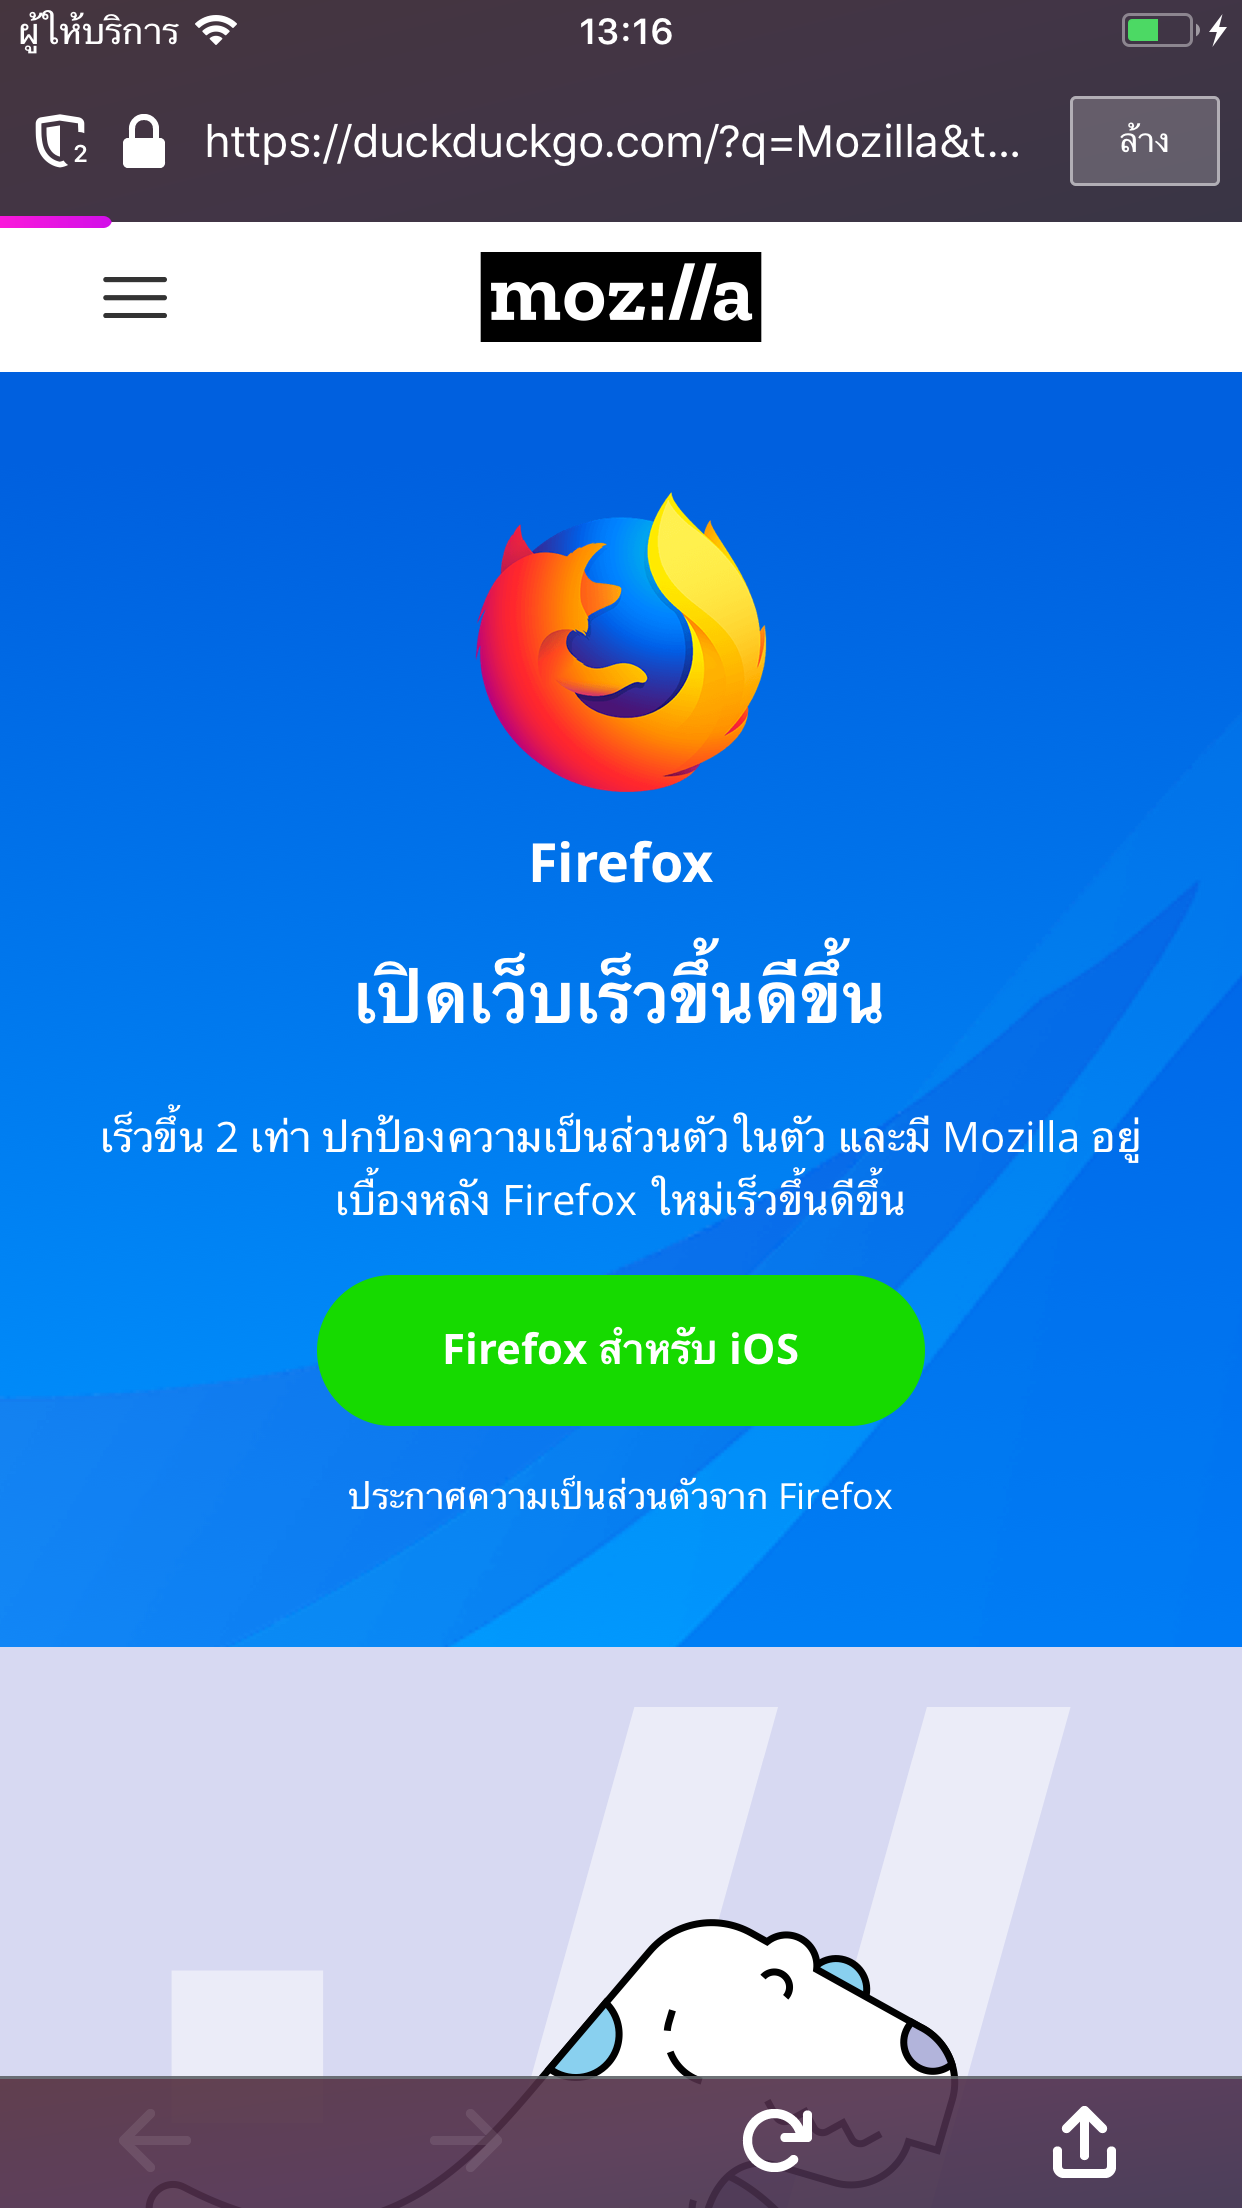 ผู้ให้บริการ 13:16
2 https://duckduckgo.com/?q=Mozilla&t... ล้าง
moz://a
Firefox
เปิดเว็บเร็วขึ้นดีขึ้น
เร็วขึ้น 2 เท่า ปกป้องความเป็นส่วนตัวในตัว และมี Mozilla อยู่
เบื้องหลัง Firefox ใหม่เร็วขึ้นดีขึ้น
Firefox สำหรับ iOS
ประกาศความเป็นส่วนตัวจาก Firefox